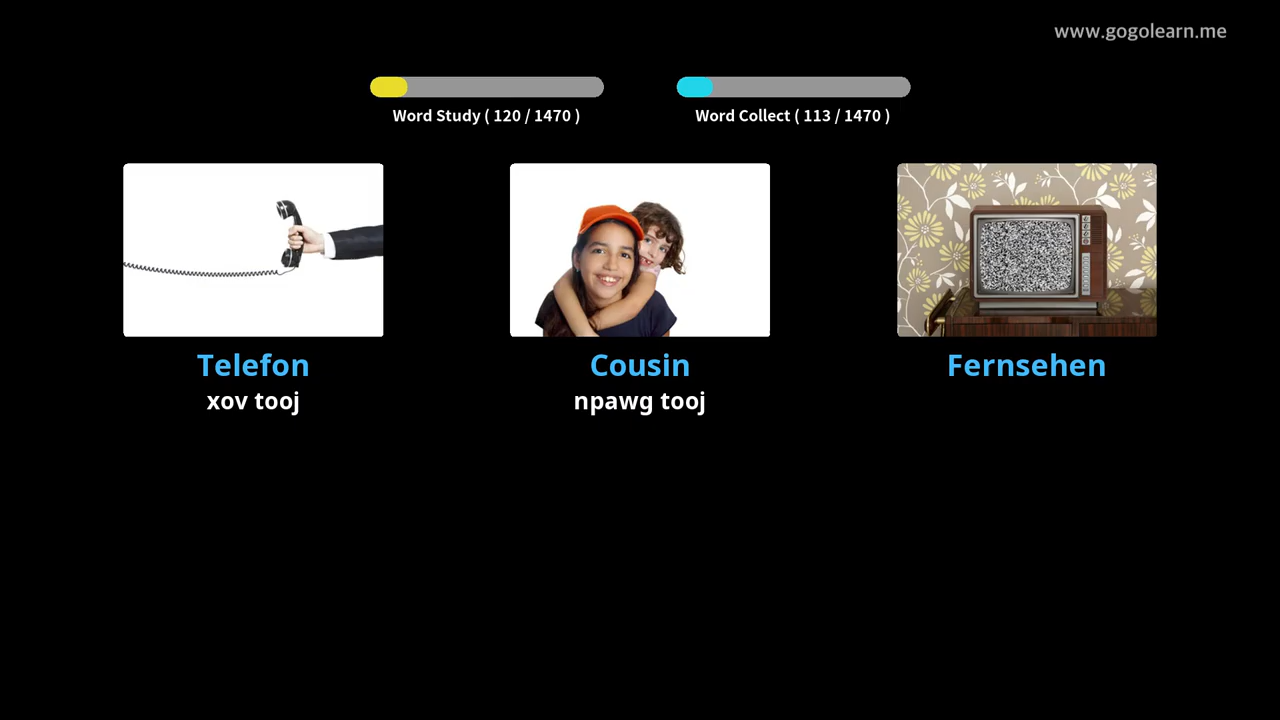 www.gogolearn.me
Word Study ( 120 / 1470 )
Word Collect ( 113 / 1470 )
Telefon
xov tooj
Cousin
npawg tooj
Fernsehen